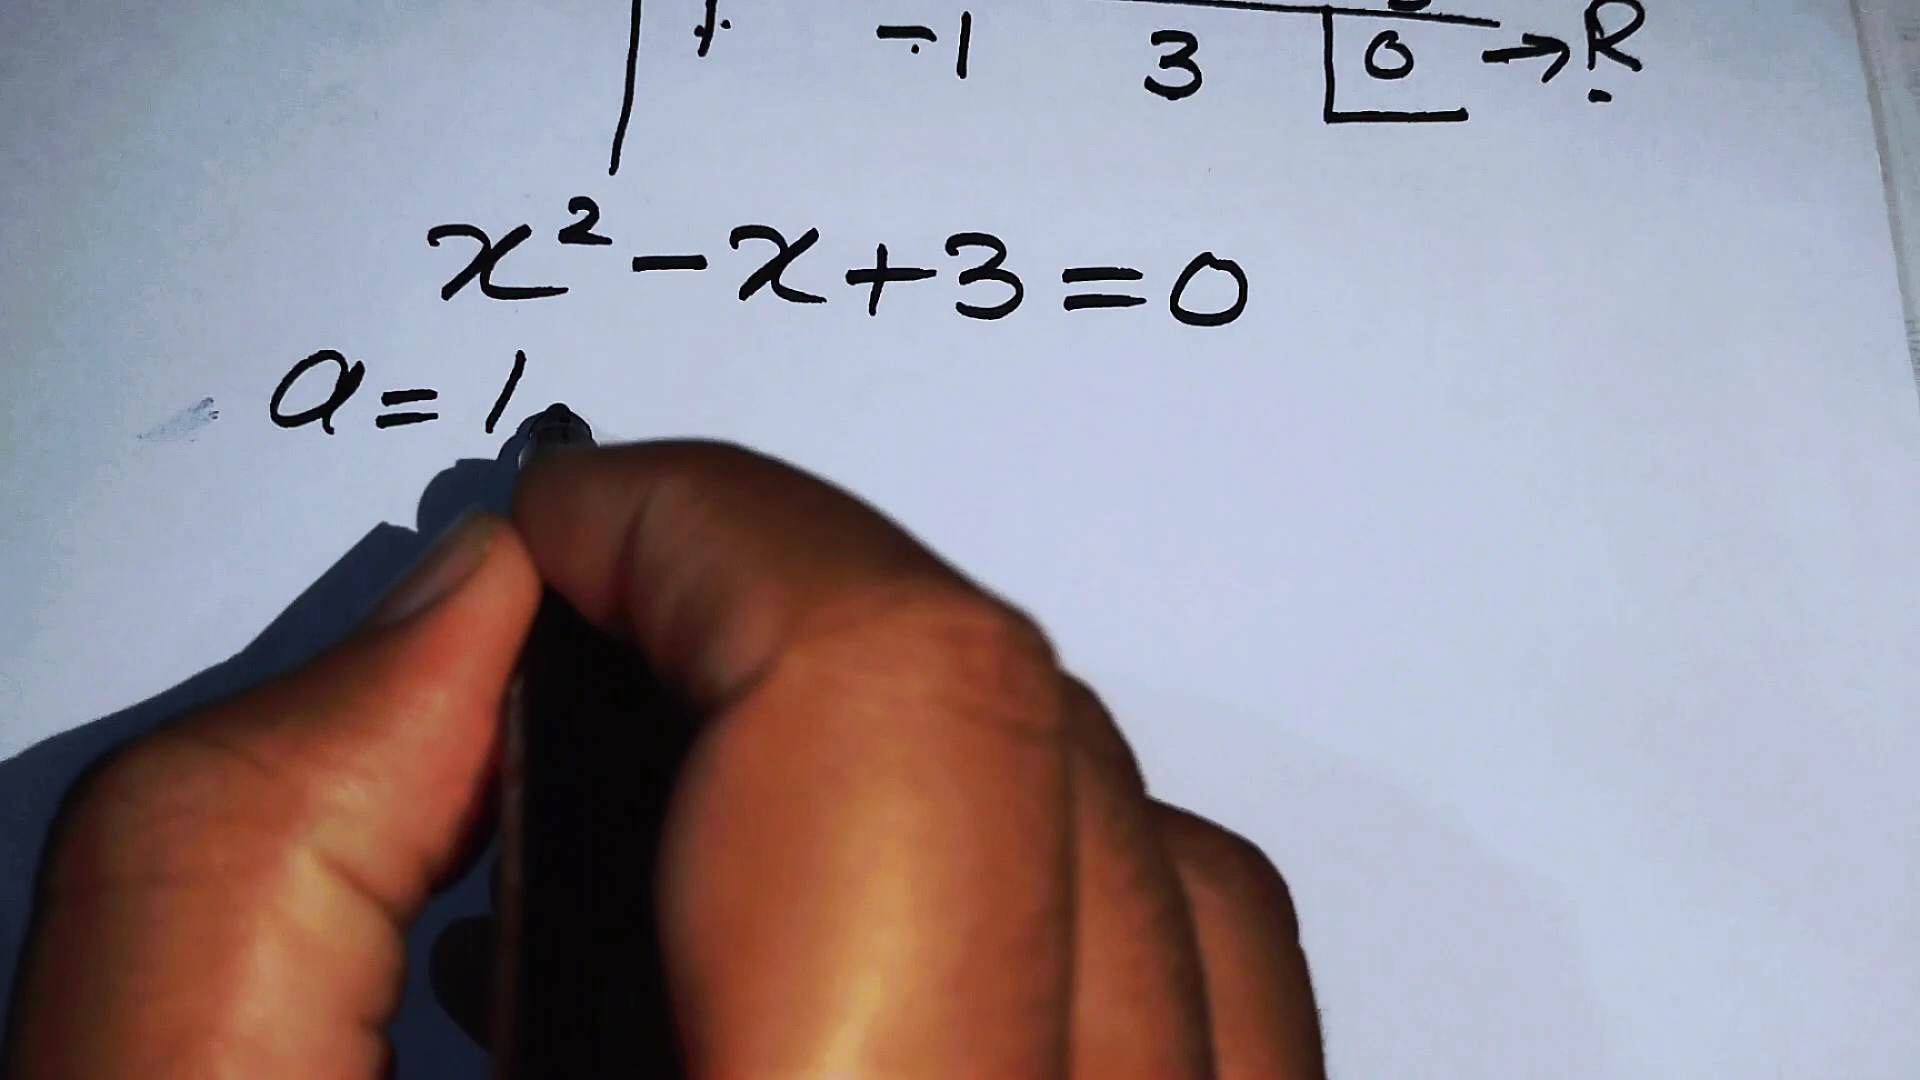 -1 3 0 → R
x² - x + 3 = 0
a = 1